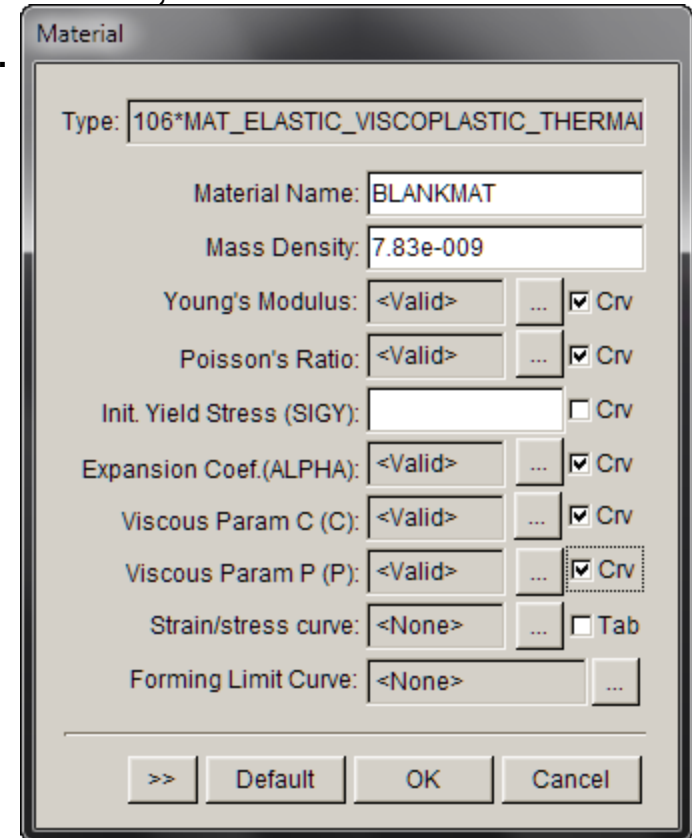 Material
Type: 106*MAT_ELASTIC_VISCOPLASTIC_THERMAI
Material Name: BLANKMAT
Mass Density: 7.83e-009
Young's Modulus: <Valid> ... Crv
Poisson's Ratio: <Valid> ... Crv
Init. Yield Stress (SIGY): Crv
Expansion Coef.(ALPHA): <Valid> ... Crv
Viscous Param C (C): <Valid> ... Crv
Viscous Param P (P): <Valid> ... Crv
Strain/stress curve: <None> ... Tab
Forming Limit Curve: <None> ...
>> Default OK Cancel